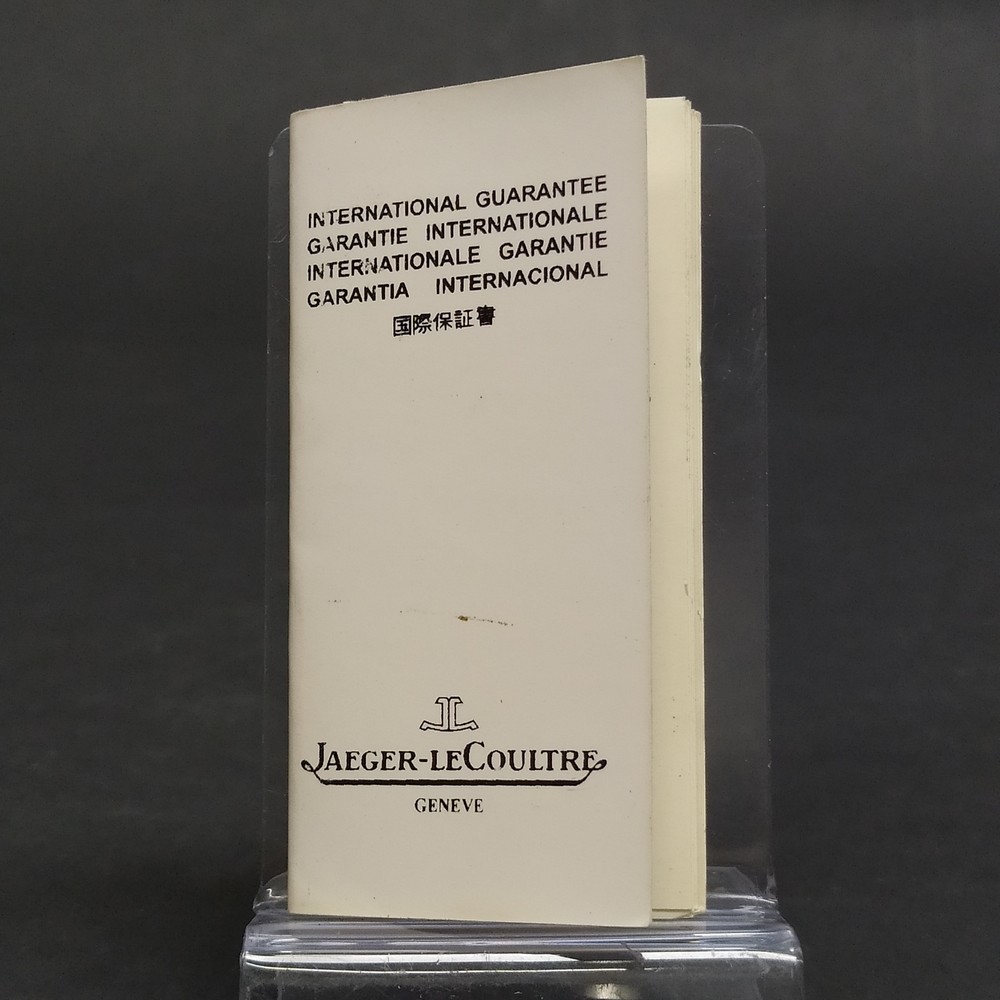 INTERNATIONAL GUARANTEE
GARANTIE INTERNATIONALE
INTERNATIONALE GARANTIE
GARANTIA INTERNACIONAL
国際保証書
JAEGER-LECOULTRE
GENEVE